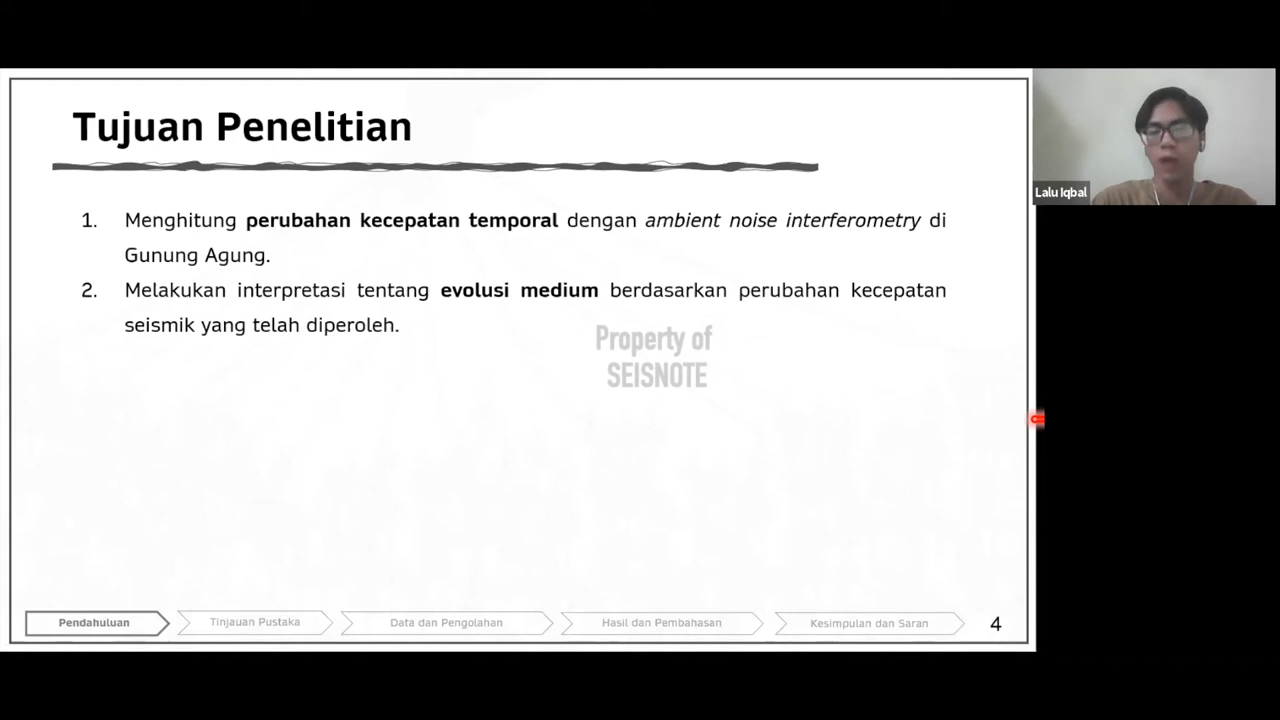 Tujuan Penelitian
1. Menghitung perubahan kecepatan temporal dengan ambient noise interferometry di
Gunung Agung.
2. Melakukan interpretasi tentang evolusi medium berdasarkan perubahan kecepatan
seismik yang telah diperoleh.
Property of
SEISNOTE
Lalu Iqbal
Pendahuluan
Tinjauan Pustaka
Data dan Pengolahan
Hasil dan Pembahasan
Kesimpulan dan Saran
4